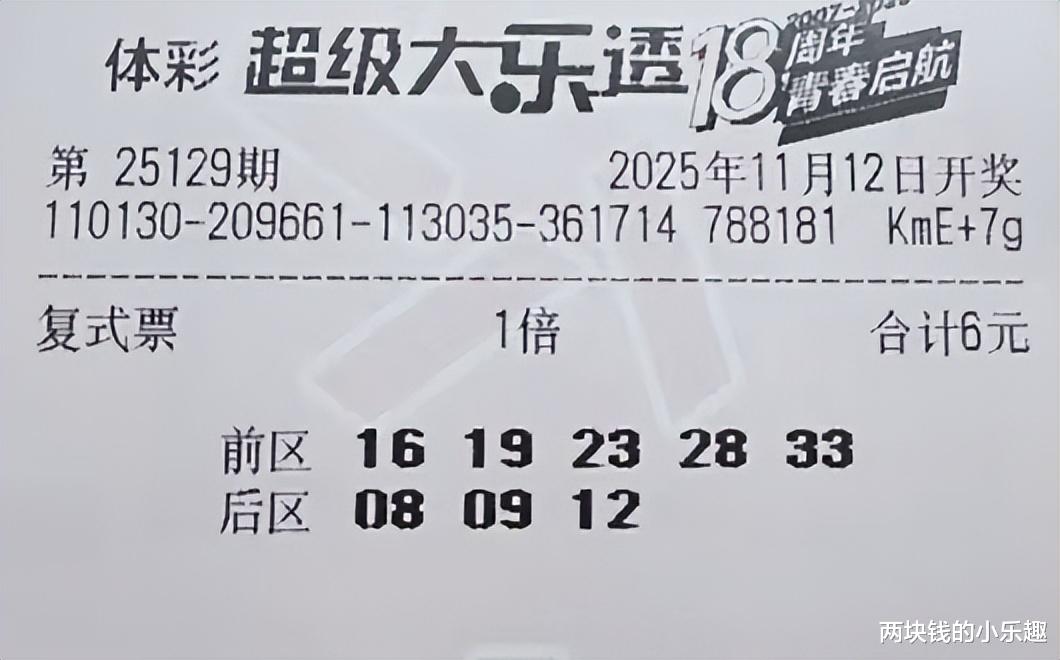 体彩 超级大乐透 18周年 青春启航
第 25129期 2025年11月12日开奖
110130-209661-113035-361714 788181 KmE+7g
复式票 1倍 合计6元
前区 16 19 23 28 33
后区 08 09 12
两块钱的小乐趣